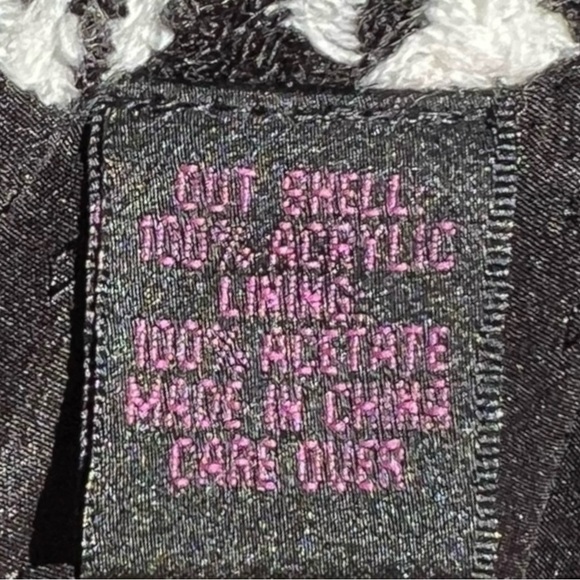 OUT SHELL:
100% ACRYLIC
LINING:
100% ACETATE
MADE IN CHINA
CARE OVER